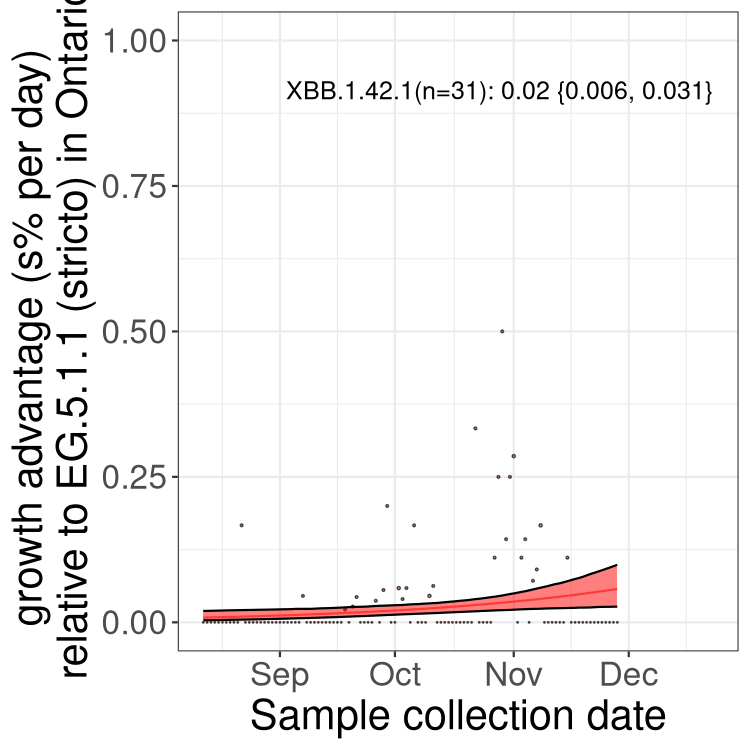 growth advantage (s% per day)
relative to EG.5.1.1 (stricto) in Ontario
1.00
0.75
0.50
0.25
0.00
XBB.1.42.1(n=31): 0.02 {0.006, 0.031}
Sep Oct Nov Dec
Sample collection date